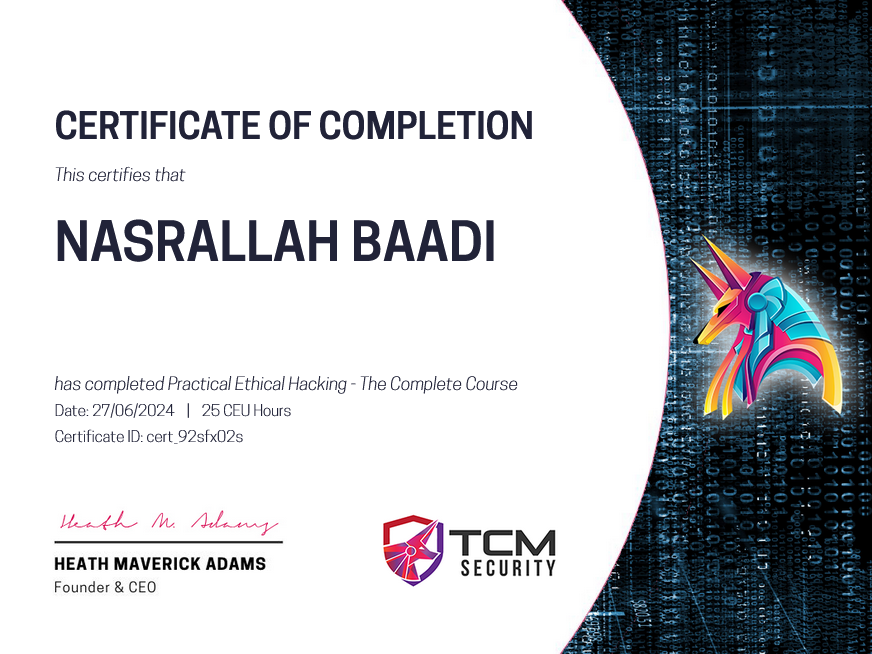 CERTIFICATE OF COMPLETION
This certifies that
NASRALLAH BAADI
has completed Practical Ethical Hacking - The Complete Course
Date: 27/06/2024 | 25 CEU Hours
Certificate ID: cert_92sfx02s
Heath M. Adams
HEATH MAVERICK ADAMS
Founder & CEO
TCM
SECURITY